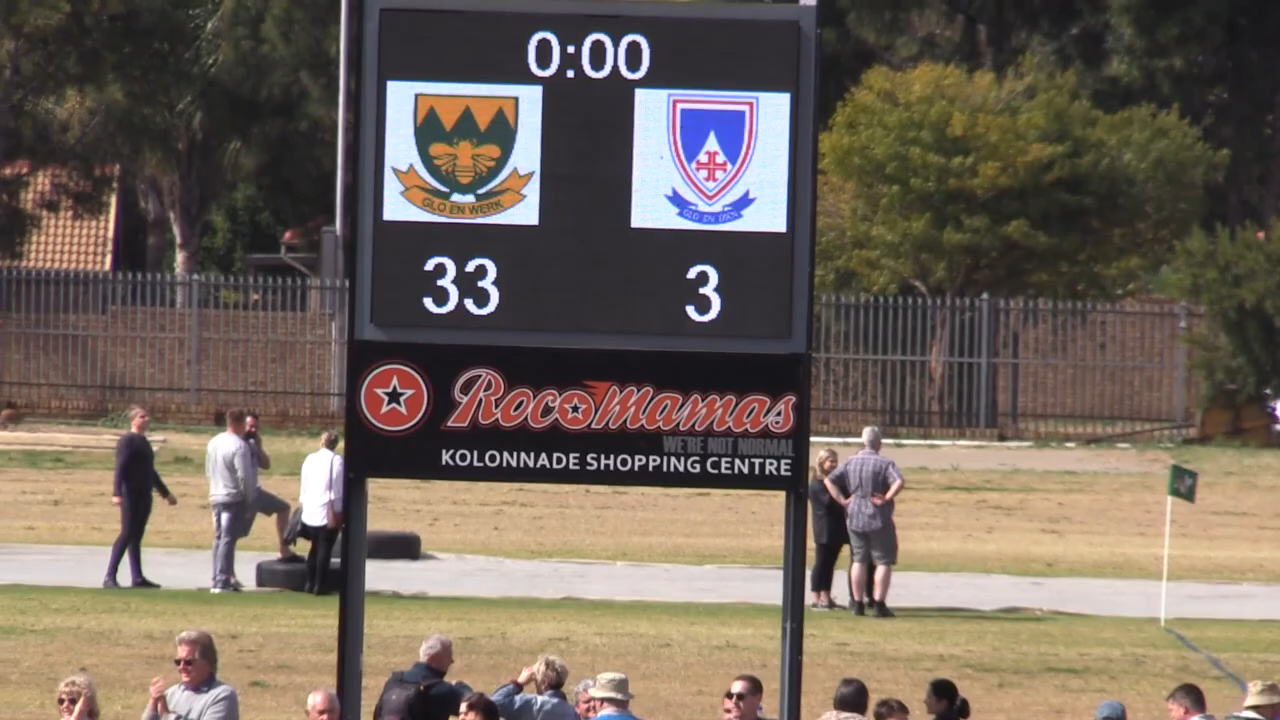 0:00
GLO EN WERK
GLO EN DIEN
33
3
RocoMamas
WE'RE NOT NORMAL
KOLONNADE SHOPPING CENTRE